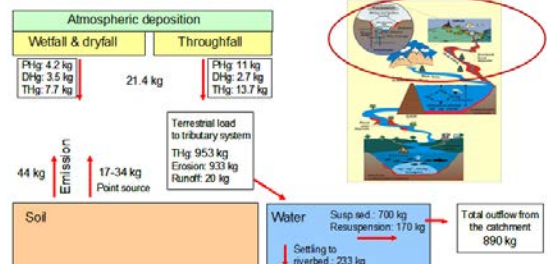 Atmospheric deposition
Wetfall & dryfall
Throughfall
PHg: 4.2 kg
DHg: 3.5 kg
THg: 7.7 kg
21.4 kg
PHg: 11 kg
DHg: 2.7 kg
THg: 13.7 kg
Terrestrial load
to tributary system
THg: 953 kg
Erosion: 933 kg
Runoff: 20 kg
44 kg
Emission
17-34 kg
Point source
Soil
Water
Susp.sed.: 700 kg
Resuspension: 170 kg
Settling to
riverbed.: 233 kg
Total outflow from
the catchment
890 kg